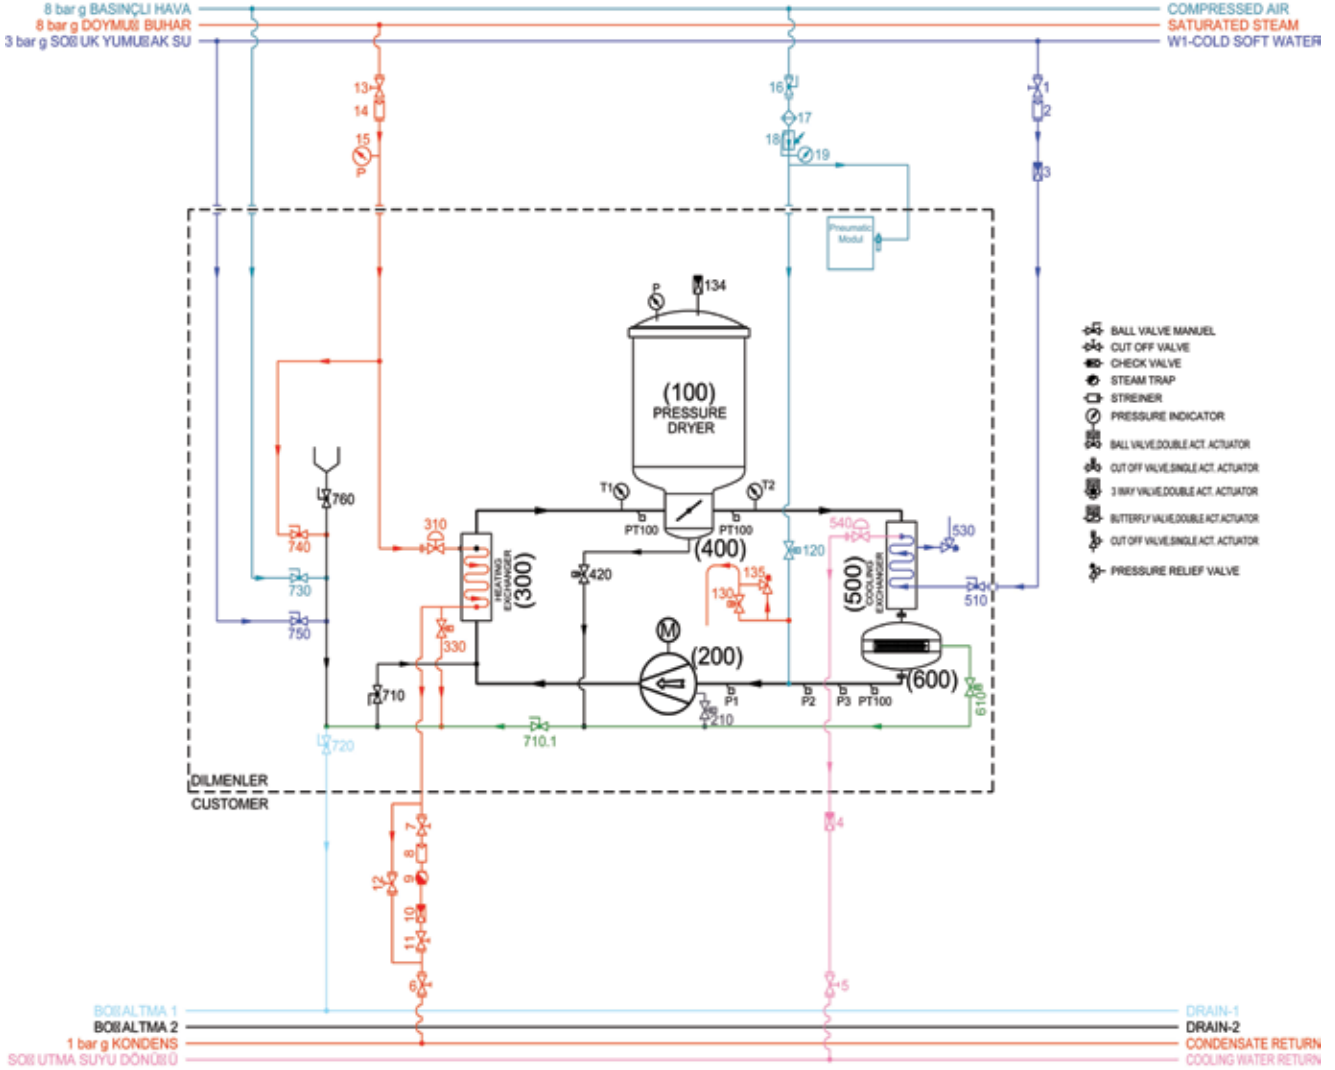 8 bar g BASINÇLI HAVA
COMPRESSED AIR
8 bar g DOYMU BUHAR
SATURATED STEAM
3 bar g SO UK YUMU AK SU
W1-COLD SOFT WATER
13
14
15
P
16
17
18
19
1
2
3
Pneumatic
Modul
P
134
(100)
PRESSURE
DRYER
T1
T2
PT100
PT100
(400)
BALL VALVE MANUEL
CUT OFF VALVE
CHECK VALVE
STEAM TRAP
STREINER
PRESSURE INDICATOR
BALL VALVE,DOUBLE ACT. ACTUATOR
CUT OFF VALVE,SINGLE ACT. ACTUATOR
3 WAY VALVE,DOUBLE ACT. ACTUATOR
BUTTERFLY VALVE,DOUBLE ACT.ACTUATOR
CUT OFF VALVE,SINGLE ACT. ACTUATOR
PRESSURE RELIEF VALVE
760
740
730
750
310
HEATING
EXCHANGER
(300)
330
420
120
135
130
540
530
(500)
COOLING
EXCHANGER
510
M
(200)
(600)
610
710
P1
P2
P3
PT100
210
710.1
720
DILMENLER
CUSTOMER
7
8
9
10
11
12
6
4
5
BO ALTMA 1
DRAIN-1
BO ALTMA 2
DRAIN-2
1 bar g KONDENS
CONDENSATE RETURN
SO UTMA SUYU DÖNÜ Ü
COOLING WATER RETURN